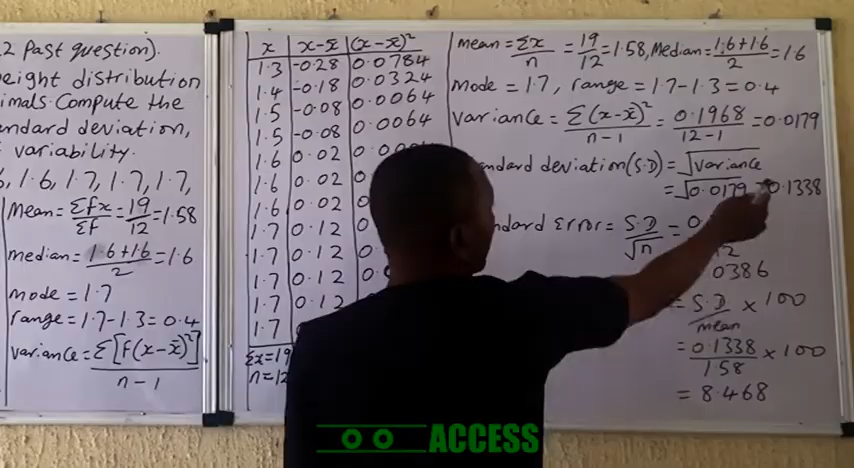 2 Past question).
eight distribution
imals. Compute the
ndard deviation,
variability.
, 1.6, 1.7, 1.7, 1.7,
Mean = Σfx/Σf = 19/12 = 1.58
median = 1.6+1.6/2 = 1.6
mode = 1.7
range = 1.7-1.3 = 0.4
variance = Σ[f(x-x̄)²]/n-1
x x-x̄ (x-x̄)²
1.3 -0.28 0.0784
1.4 -0.18 0.0324
1.5 -0.08 0.0064
1.5 -0.08 0.0064
1.6 0.02
1.6 0.02
1.6 0.02
1.7 0.12
1.7 0.12
1.7 0.12
1.7 0.12
1.7
Σx=19
n=12
mean = Σx/n = 19/12 = 1.58, Median = 1.6+1.6/2 = 1.6
mode = 1.7, range = 1.7-1.3 = 0.4
variance = Σ(x-x̄)²/n-1 = 0.1968/12-1 = 0.0179
ndard deviation (S.D) = √variance
= √0.0179 = 0.1338
ndard Error = S.D/√n = 0.
12
0386
= S.D/mean × 100
= 0.1338/1.58 × 100
= 8.468
ACCESS